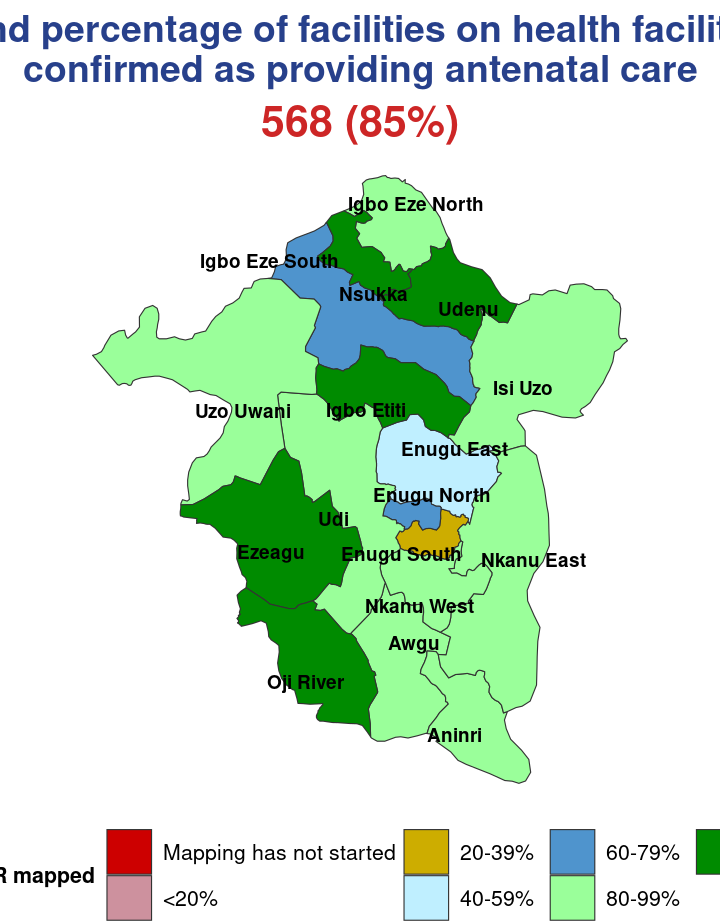 nd percentage of facilities on health facilit
confirmed as providing antenatal care
568 (85%)
Igbo Eze North
Igbo Eze South
Nsukka
Udenu
Isi Uzo
Uzo Uwani
Igbo Etiti
Enugu East
Enugu North
Udi
Ezeagu
Enugu South
Nkanu East
Nkanu West
Awgu
Oji River
Aninri
R mapped
Mapping has not started
20-39%
60-79%
<20%
40-59%
80-99%